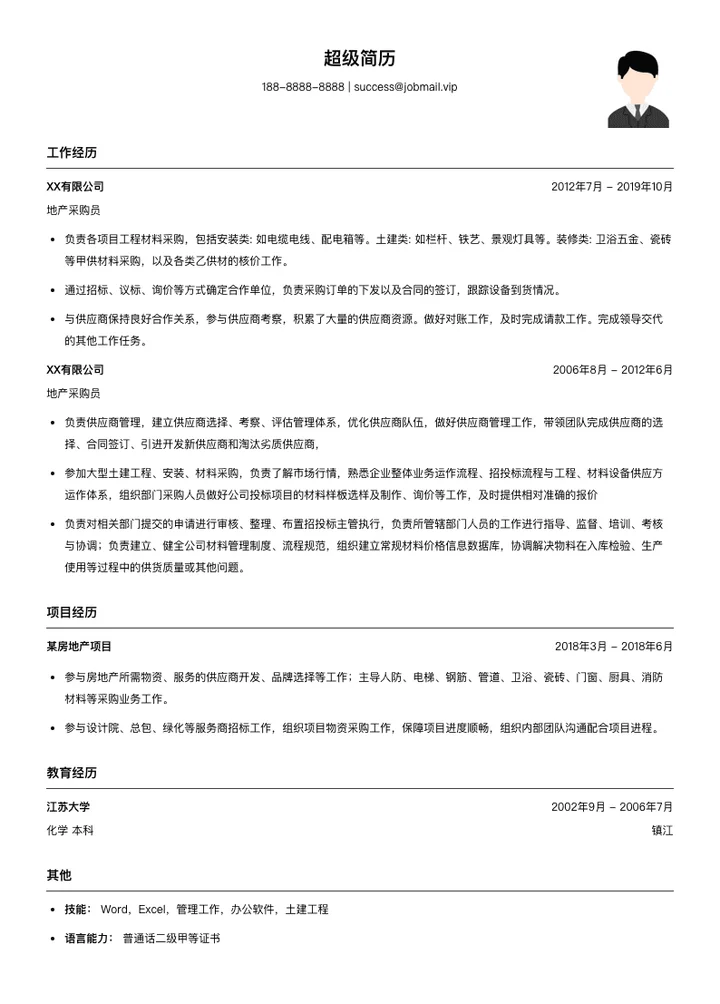 超级简历
188-8888-8888 | success@jobmail.vip
工作经历
XX有限公司 2012年7月 – 2019年10月
地产采购员
• 负责各项目工程材料采购，包括安装类: 如电缆电线、配电箱等。土建类: 如栏杆、铁艺、景观灯具等。装修类: 卫浴五金、瓷砖
等甲供材料采购，以及各类乙供材的核价工作。
• 通过招标、议标、询价等方式确定合作单位，负责采购订单的下发以及合同的签订，跟踪设备到货情况。
• 与供应商保持良好合作关系，参与供应商考察，积累了大量的供应商资源。做好对账工作，及时完成请款工作。完成领导交代
的其他工作任务。
XX有限公司 2006年8月 – 2012年6月
地产采购员
• 负责供应商管理，建立供应商选择、考察、评估管理体系，优化供应商队伍，做好供应商管理工作，带领团队完成供应商的选
择、合同签订、引进开发新供应商和淘汰劣质供应商，
• 参加大型土建工程、安装、材料采购，负责了解市场行情，熟悉企业整体业务运作流程、招投标流程与工程、材料设备供应方
运作体系，组织部门采购人员做好公司投标项目的材料样板选样及制作、询价等工作，及时提供相对准确的报价
• 负责对相关部门提交的申请进行审核、整理、布置招投标主管执行，负责所管辖部门人员的工作进行指导、监督、培训、考核
与协调；负责建立、健全公司材料管理制度、流程规范，组织建立常规材料价格信息数据库，协调解决物料在入库检验、生产
使用等过程中的供货质量或其他问题。
项目经历
某房地产项目 2018年3月 – 2018年6月
• 参与房地产所需物资、服务的供应商开发、品牌选择等工作；主导人防、电梯、钢筋、管道、卫浴、瓷砖、门窗、厨具、消防
材料等采购业务工作。
• 参与设计院、总包、绿化等服务商招标工作，组织项目物资采购工作，保障项目进度顺畅，组织内部团队沟通配合项目进程。
教育经历
江苏大学 2002年9月 – 2006年7月
化学 本科 镇江
其他
• 技能： Word，Excel，管理工作，办公软件，土建工程
• 语言能力： 普通话二级甲等证书